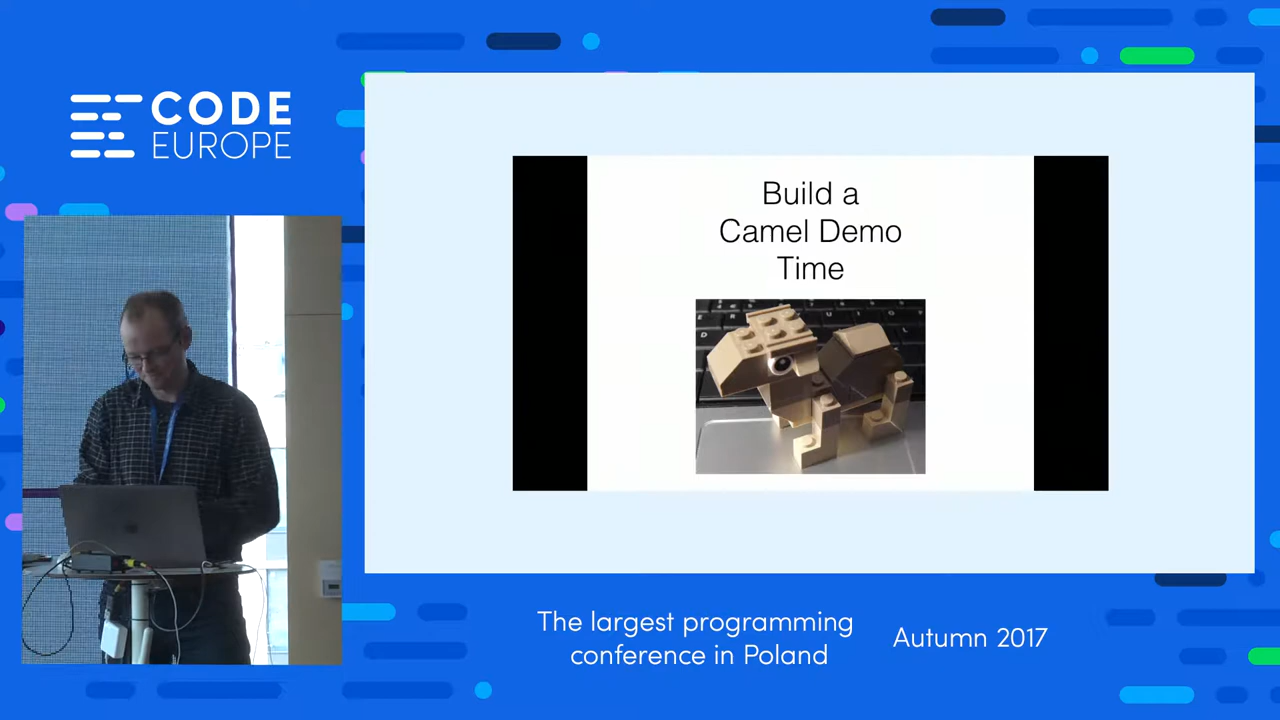 CODE
EUROPE
Build a
Camel Demo
Time
The largest programming
conference in Poland
Autumn 2017